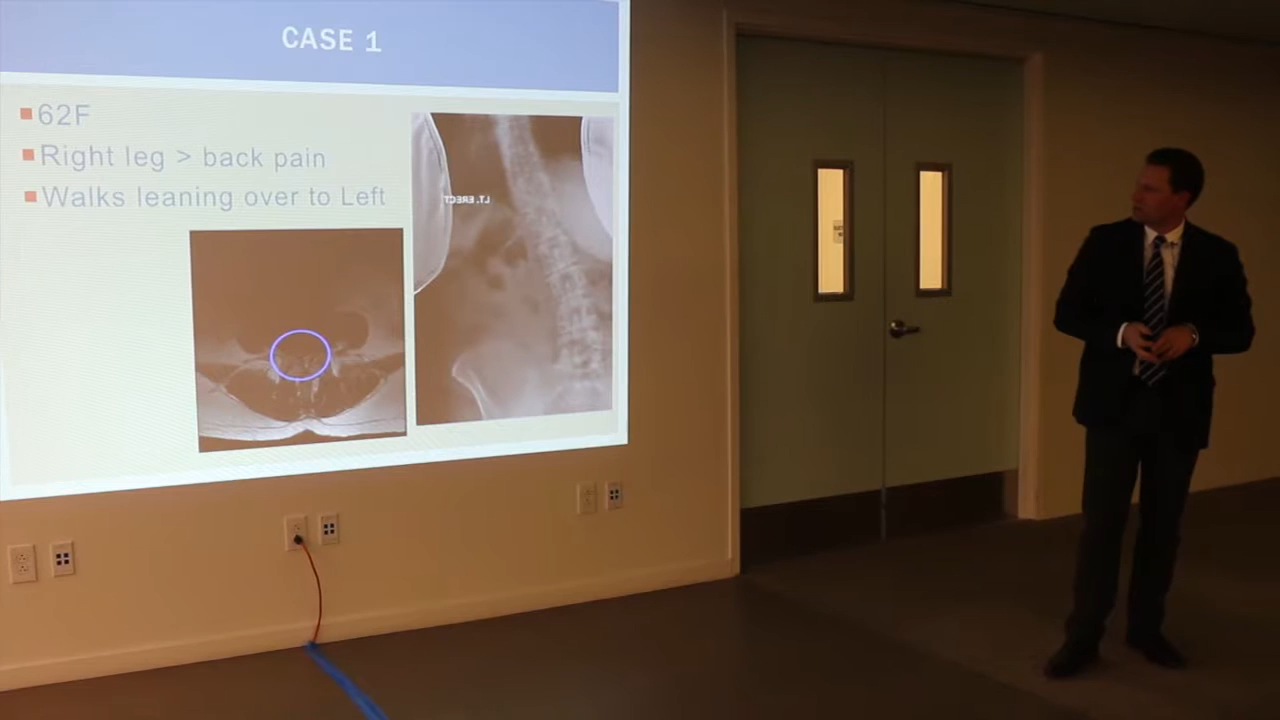 CASE 1
62F
Right leg > back pain
Walks leaning over to Left
LT. ERECT